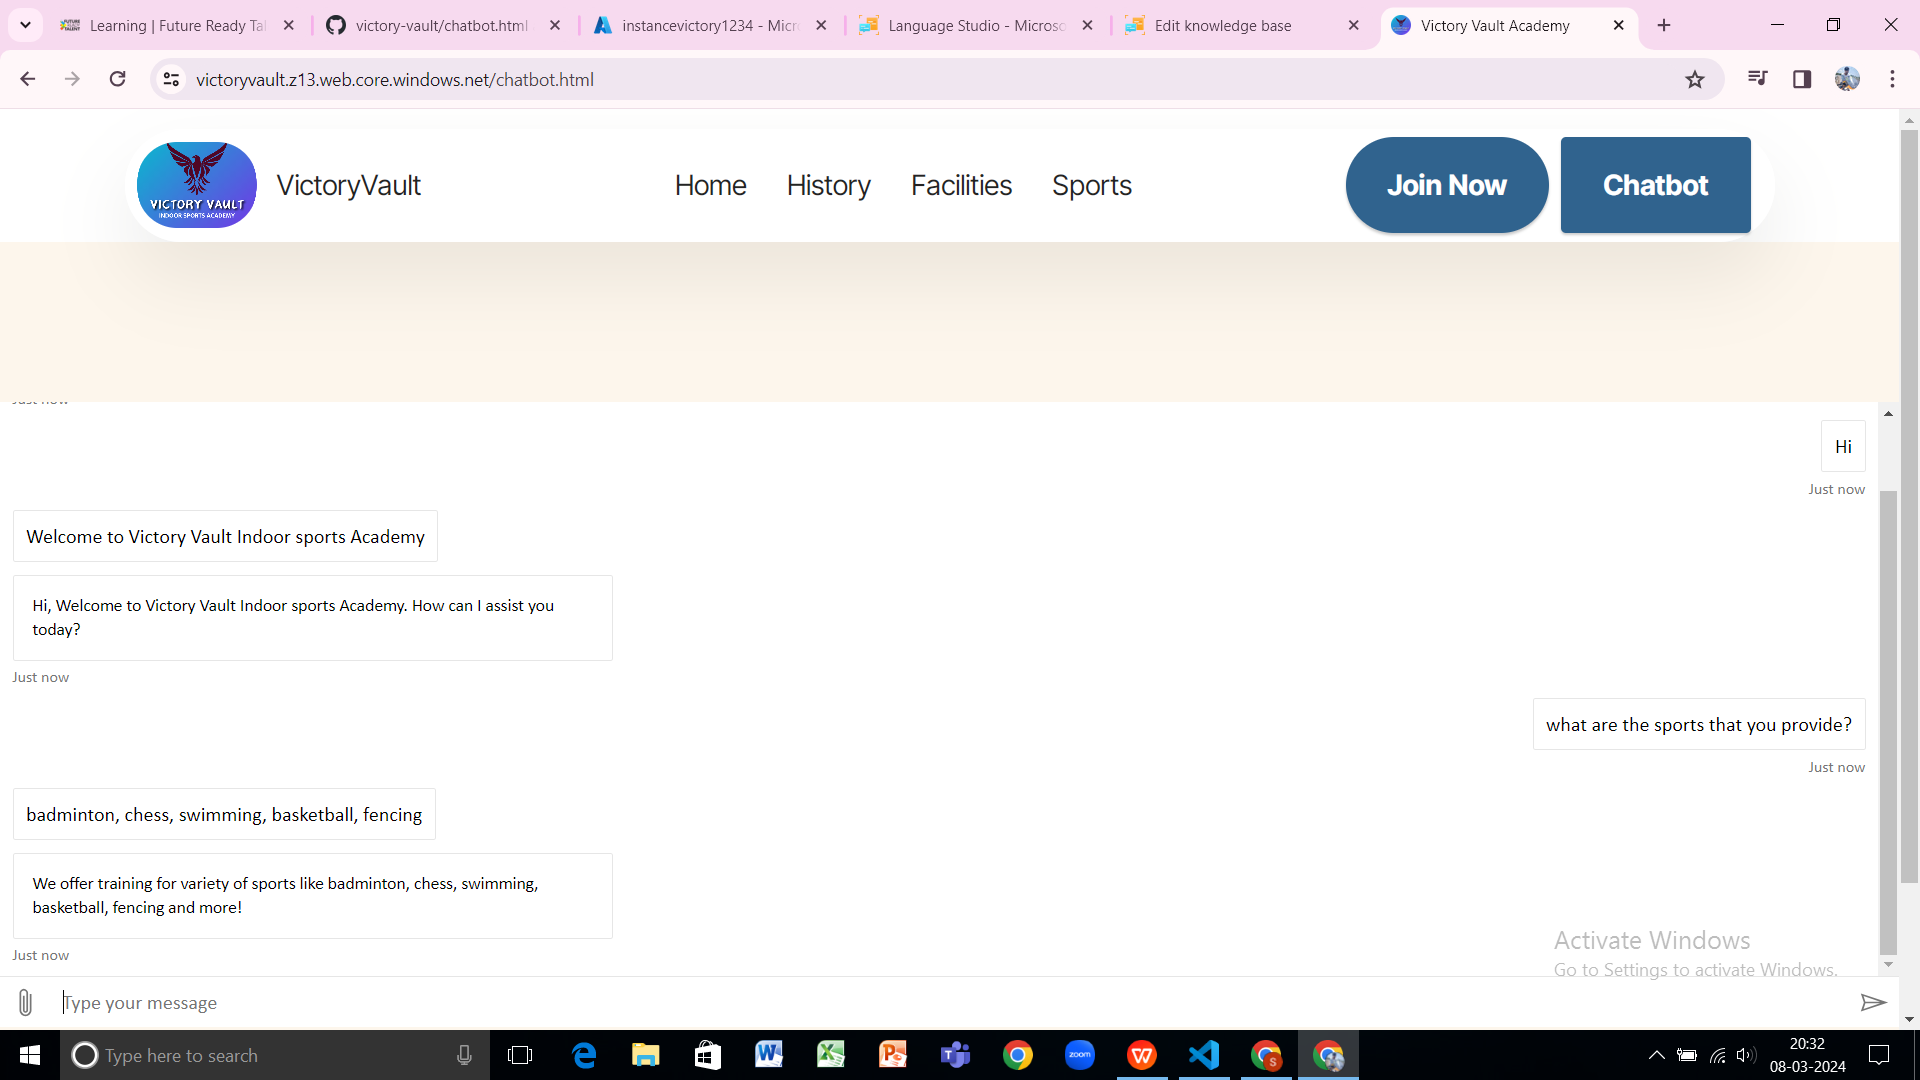 Learning | Future Ready Tal
victory-vault/chatbot.html
instancevictory1234 - Micr
Language Studio - Microso
Edit knowledge base
Victory Vault Academy
victoryvault.z13.web.core.windows.net/chatbot.html
VICTORY VAULT
INDOOR SPORTS ACADEMY
VictoryVault
Home
History
Facilities
Sports
Join Now
Chatbot
Just now
Hi
Just now
Welcome to Victory Vault Indoor sports Academy
Hi, Welcome to Victory Vault Indoor sports Academy. How can I assist you
today?
Just now
what are the sports that you provide?
Just now
badminton, chess, swimming, basketball, fencing
We offer training for variety of sports like badminton, chess, swimming,
basketball, fencing and more!
Just now
Activate Windows
Go to Settings to activate Windows.
Type your message
Type here to search
zoom
20:32
08-03-2024